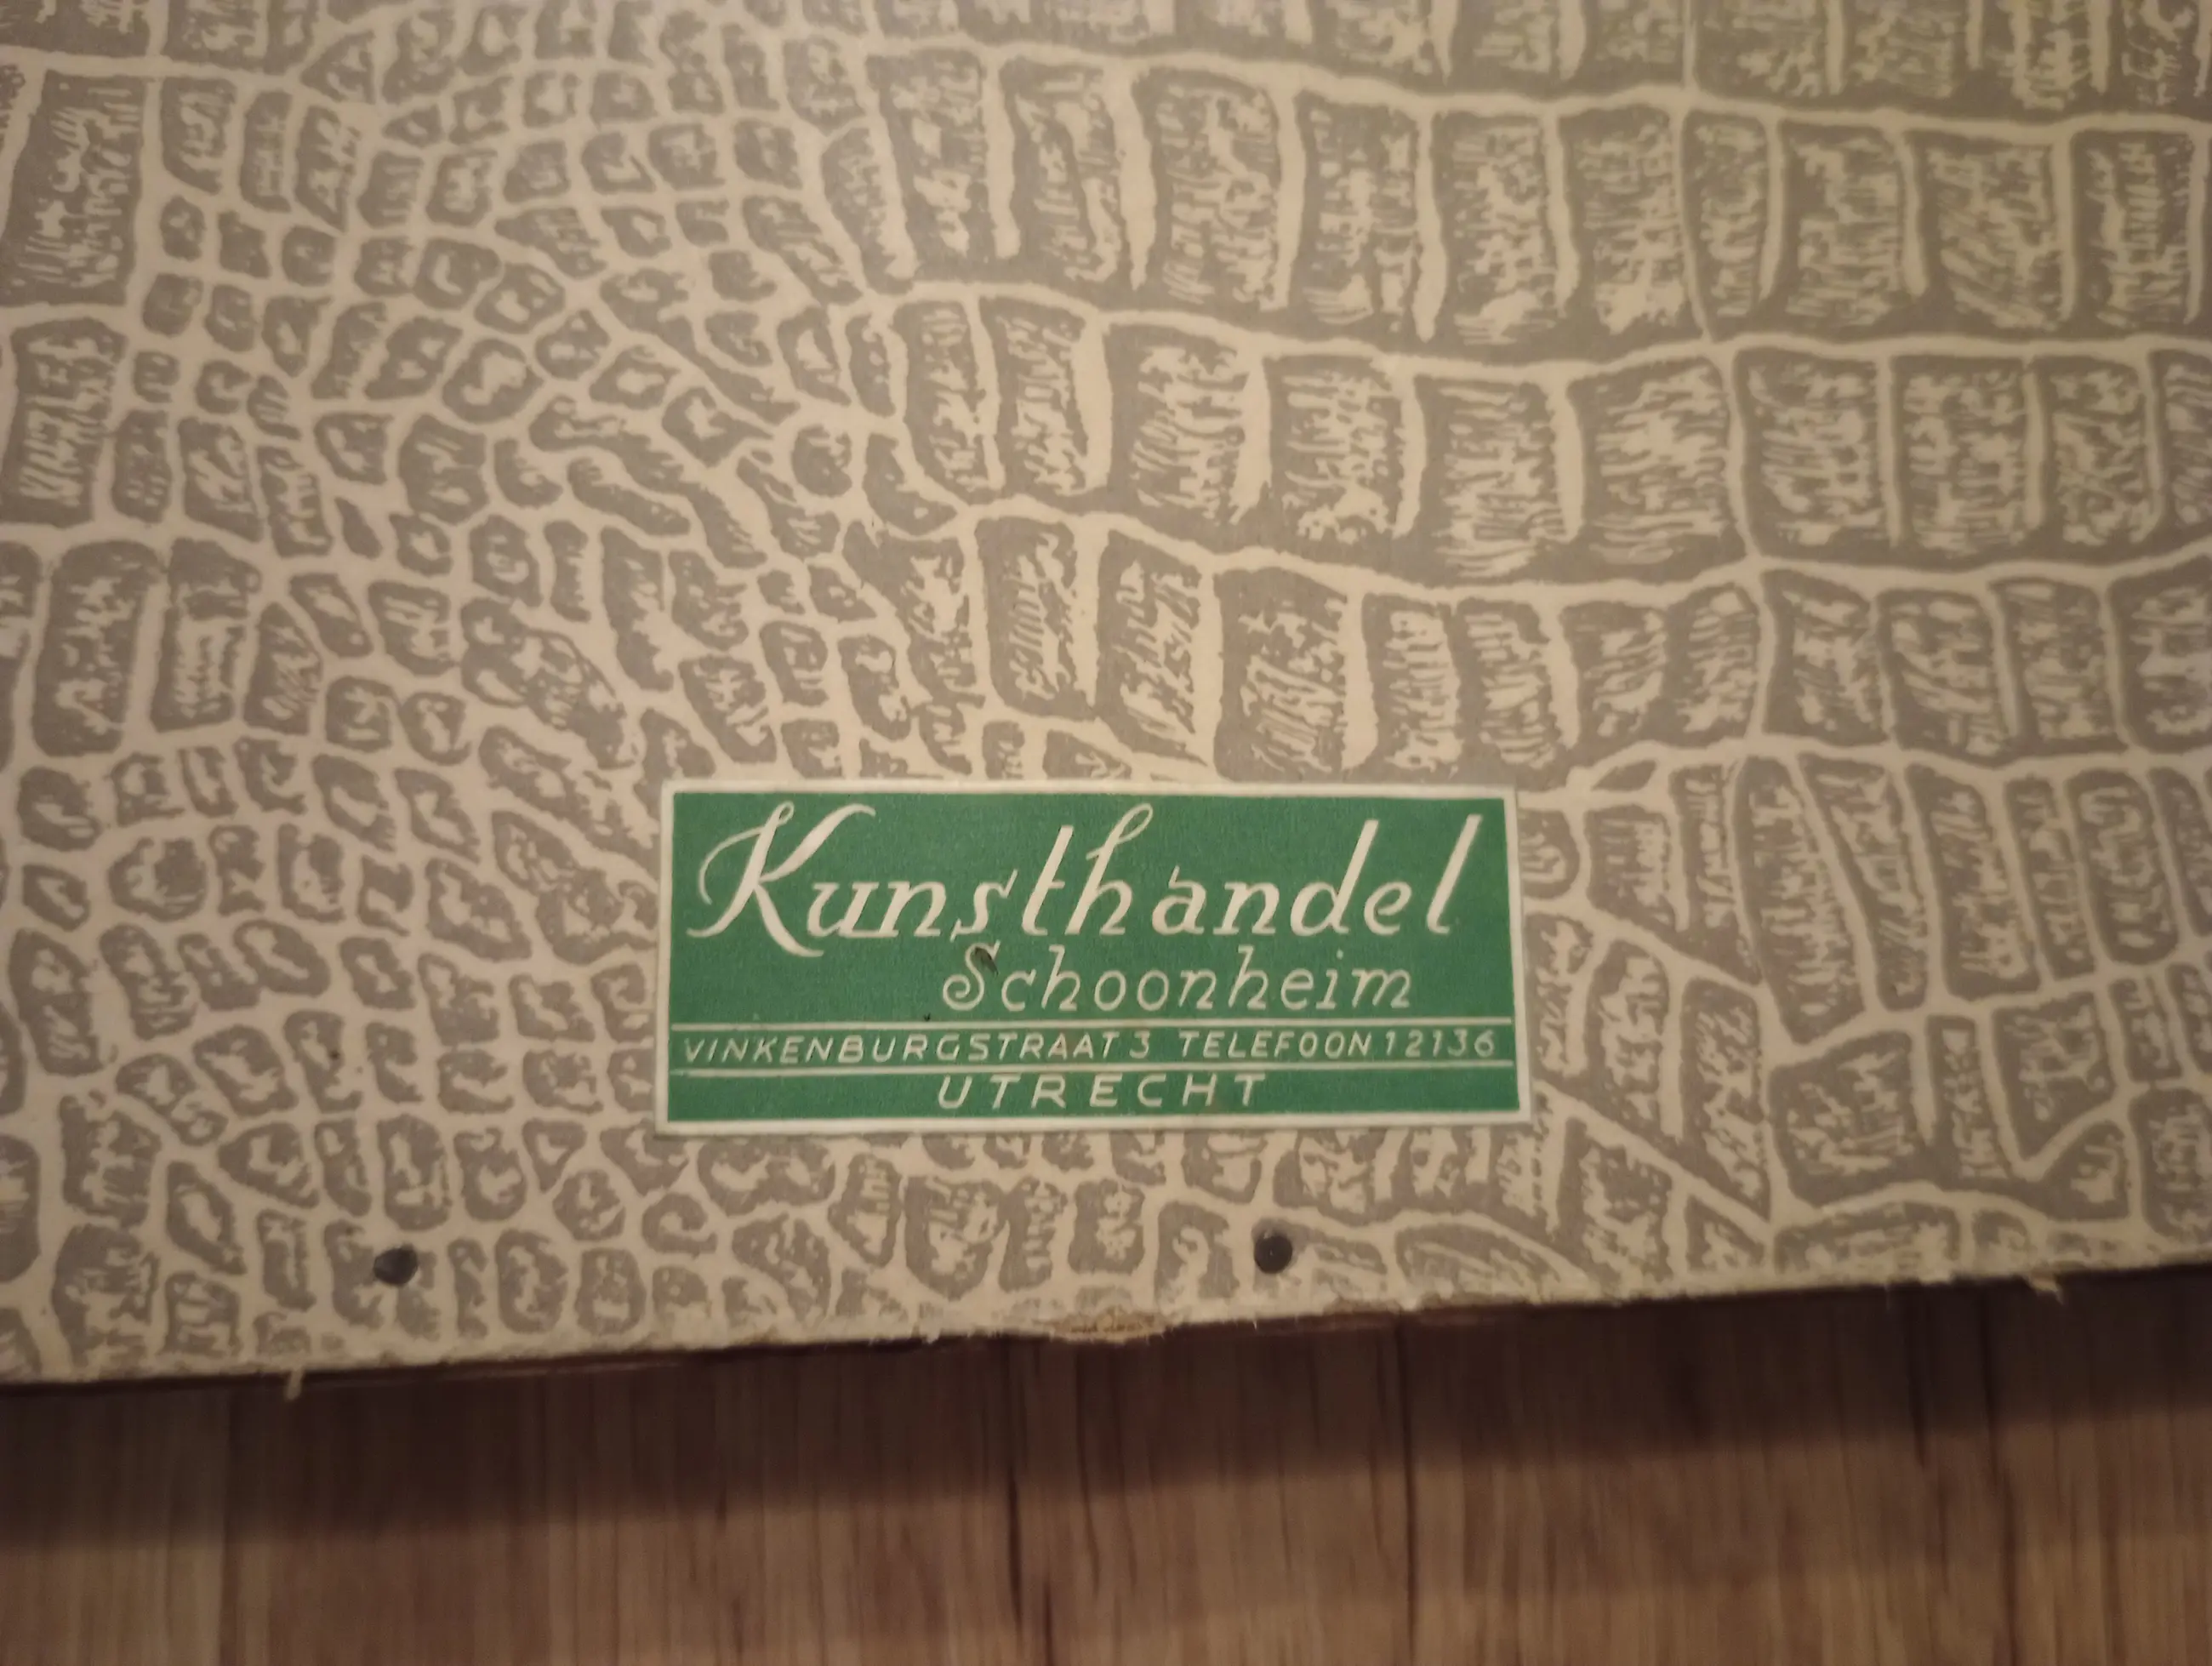 Kunsthandel
Schoonheim
VINKENBURGSTRAAT 3 TELEFOON 12136
UTRECHT